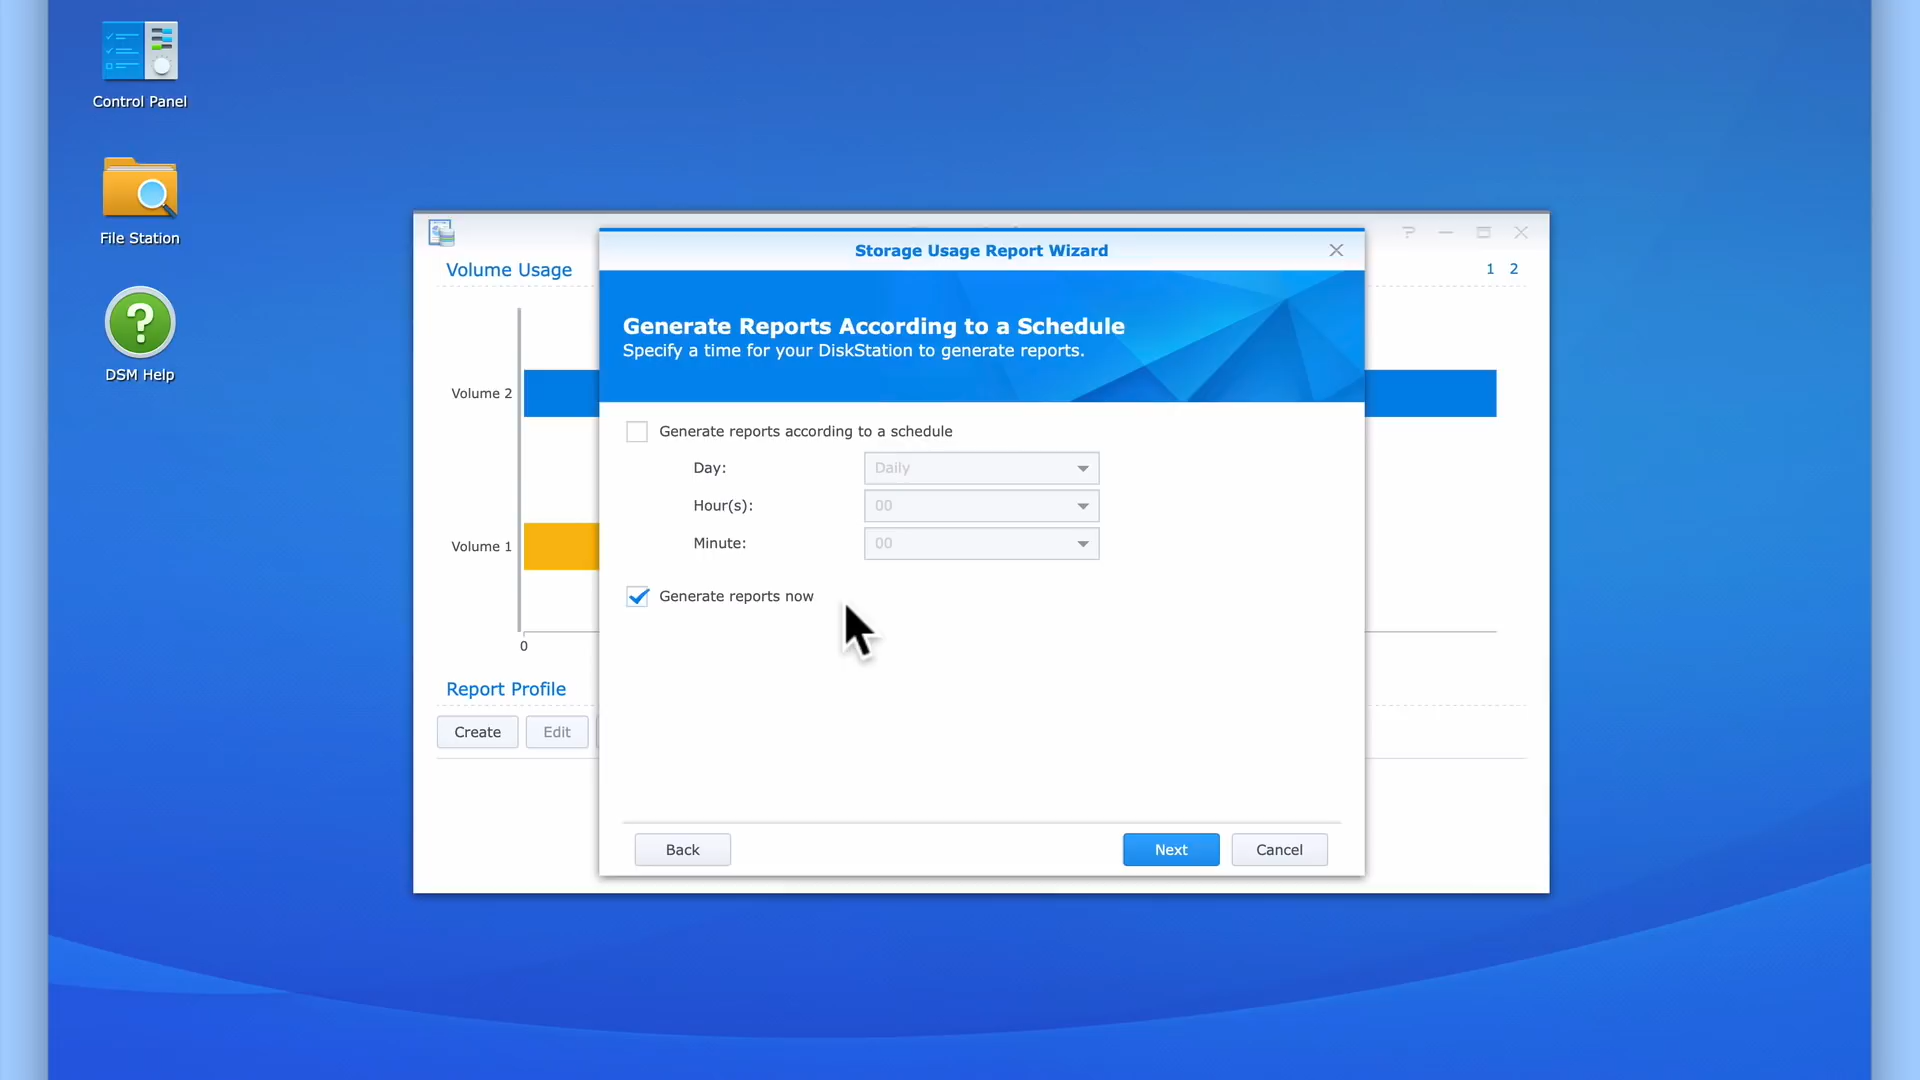 Control Panel
File Station
DSM Help
Storage Usage Report Wizard
Volume Usage
1 2
Generate Reports According to a Schedule
Specify a time for your DiskStation to generate reports.
Volume 2
Generate reports according to a schedule
Day: Daily
Hour(s): 00
Minute: 00
Volume 1
Generate reports now
0
Report Profile
Create Edit
Back Next Cancel